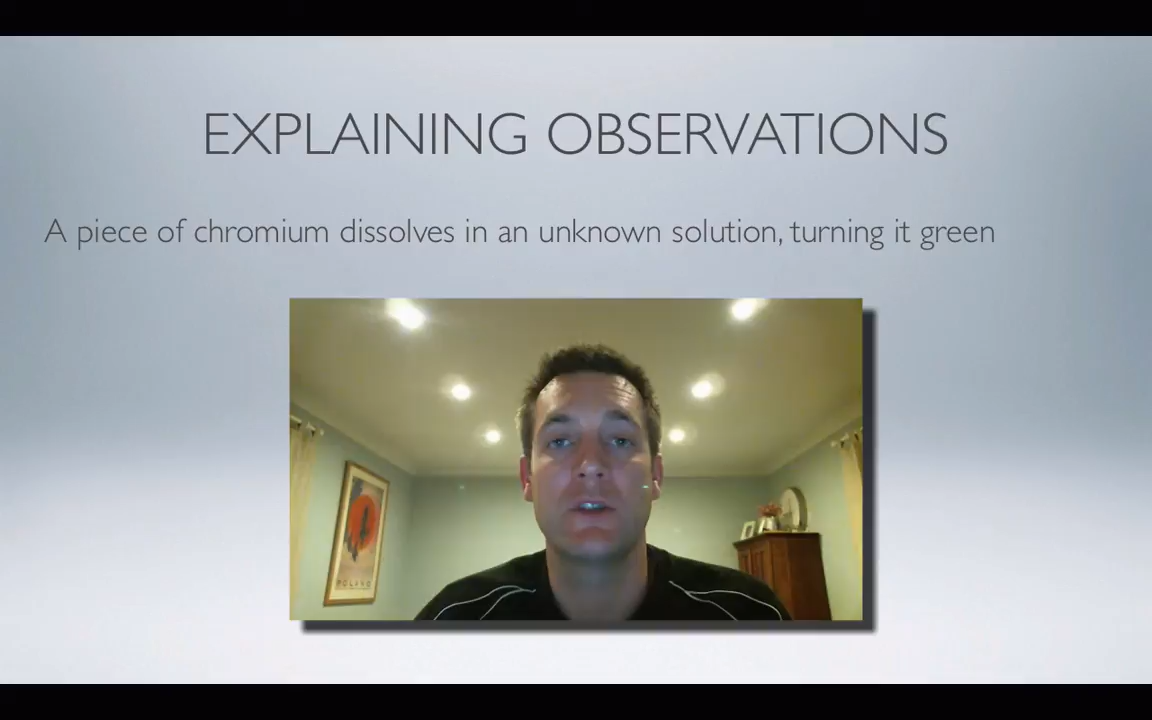 EXPLAINING OBSERVATIONS
A piece of chromium dissolves in an unknown solution, turning it green
POLAND